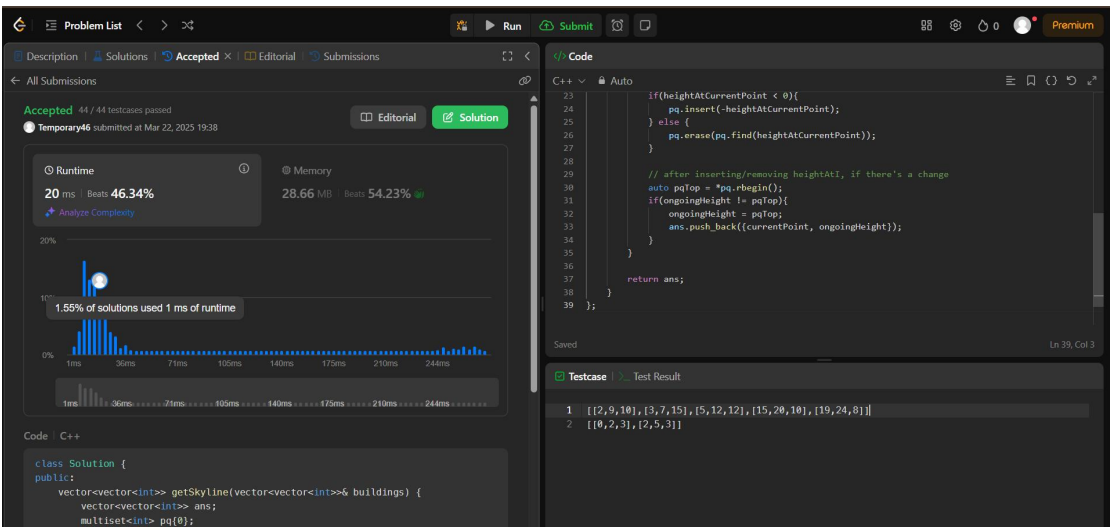 Problem List
Run
Submit
0
Premium
Description | Solutions | Accepted × | Editorial | Submissions
← All Submissions
Accepted 44 / 44 testcases passed
Temporary46 submitted at Mar 22, 2025 19:38
Editorial
Solution
Runtime
20 ms | Beats 46.34%
Analyze Complexity
Memory
28.66 MB | Beats 54.23%
20%
10%
0%
1.55% of solutions used 1 ms of runtime
1ms 36ms 71ms 105ms 140ms 175ms 210ms 244ms
1ms 36ms 71ms 105ms 140ms 175ms 210ms 244ms
Code | C++
class Solution {
public:
vector<vector<int>> getSkyline(vector<vector<int>>& buildings) {
vector<vector<int>> ans;
multiset<int> pq{0};
</> Code
C++ Auto
23 if(heightAtCurrentPoint < 0){
24 pq.insert(-heightAtCurrentPoint);
25 } else {
26 pq.erase(pq.find(heightAtCurrentPoint));
27 }
28
29 // after inserting/removing heightAtI, if there's a change
30 auto pqTop = *pq.rbegin();
31 if(ongoingHeight != pqTop){
32 ongoingHeight = pqTop;
33 ans.push_back({currentPoint, ongoingHeight});
34 }
35 }
36
37 return ans;
38 }
39 };
Saved
Ln 39, Col 3
Testcase | >_ Test Result
1 [[2,9,10],[3,7,15],[5,12,12],[15,20,10],[19,24,8]]
2 [[0,2,3],[2,5,3]]